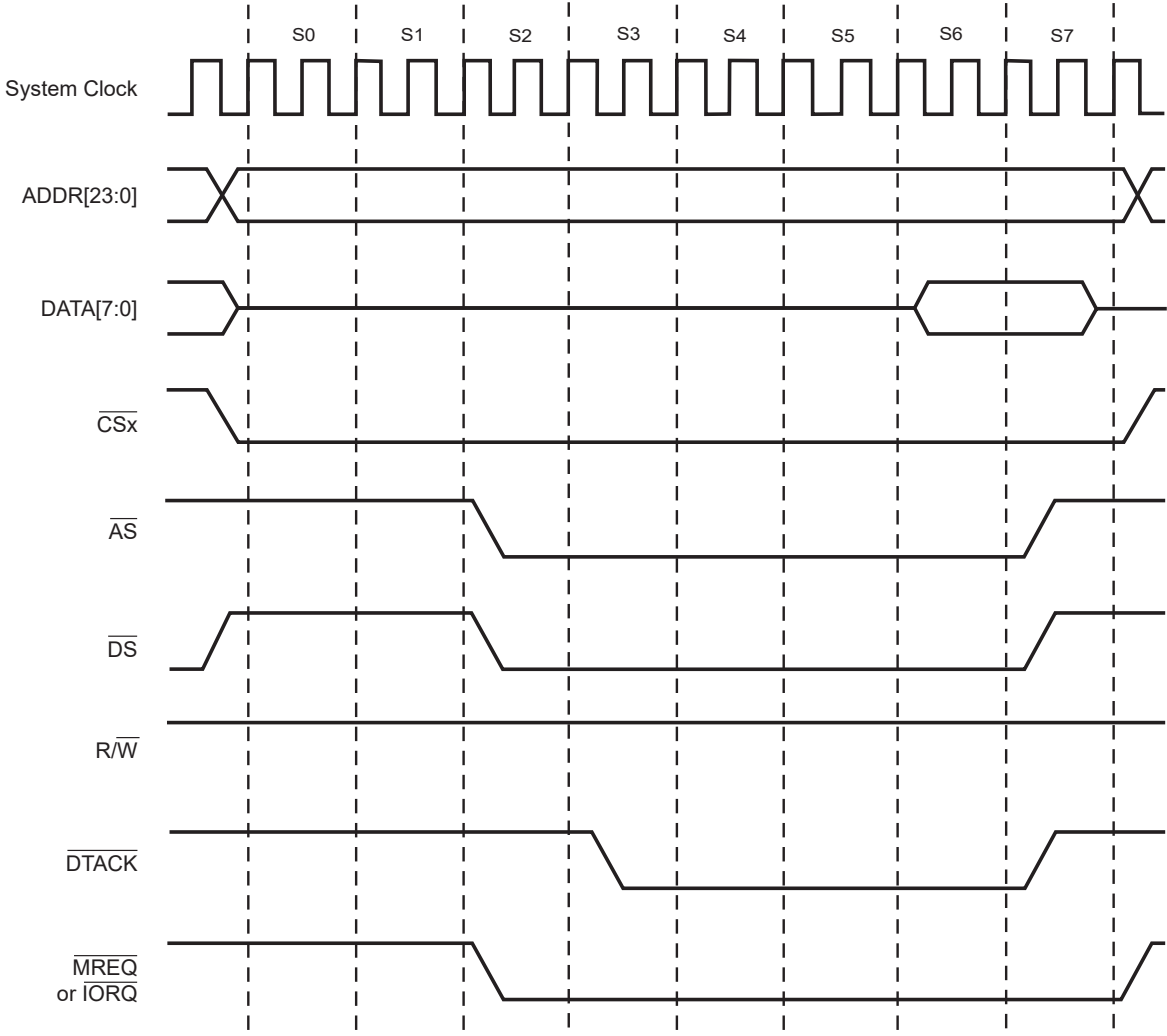 S0 S1 S2 S3 S4 S5 S6 S7
System Clock
ADDR[23:0]
DATA[7:0]
CSx
AS
DS
R/W
DTACK
MREQ
or IORQ